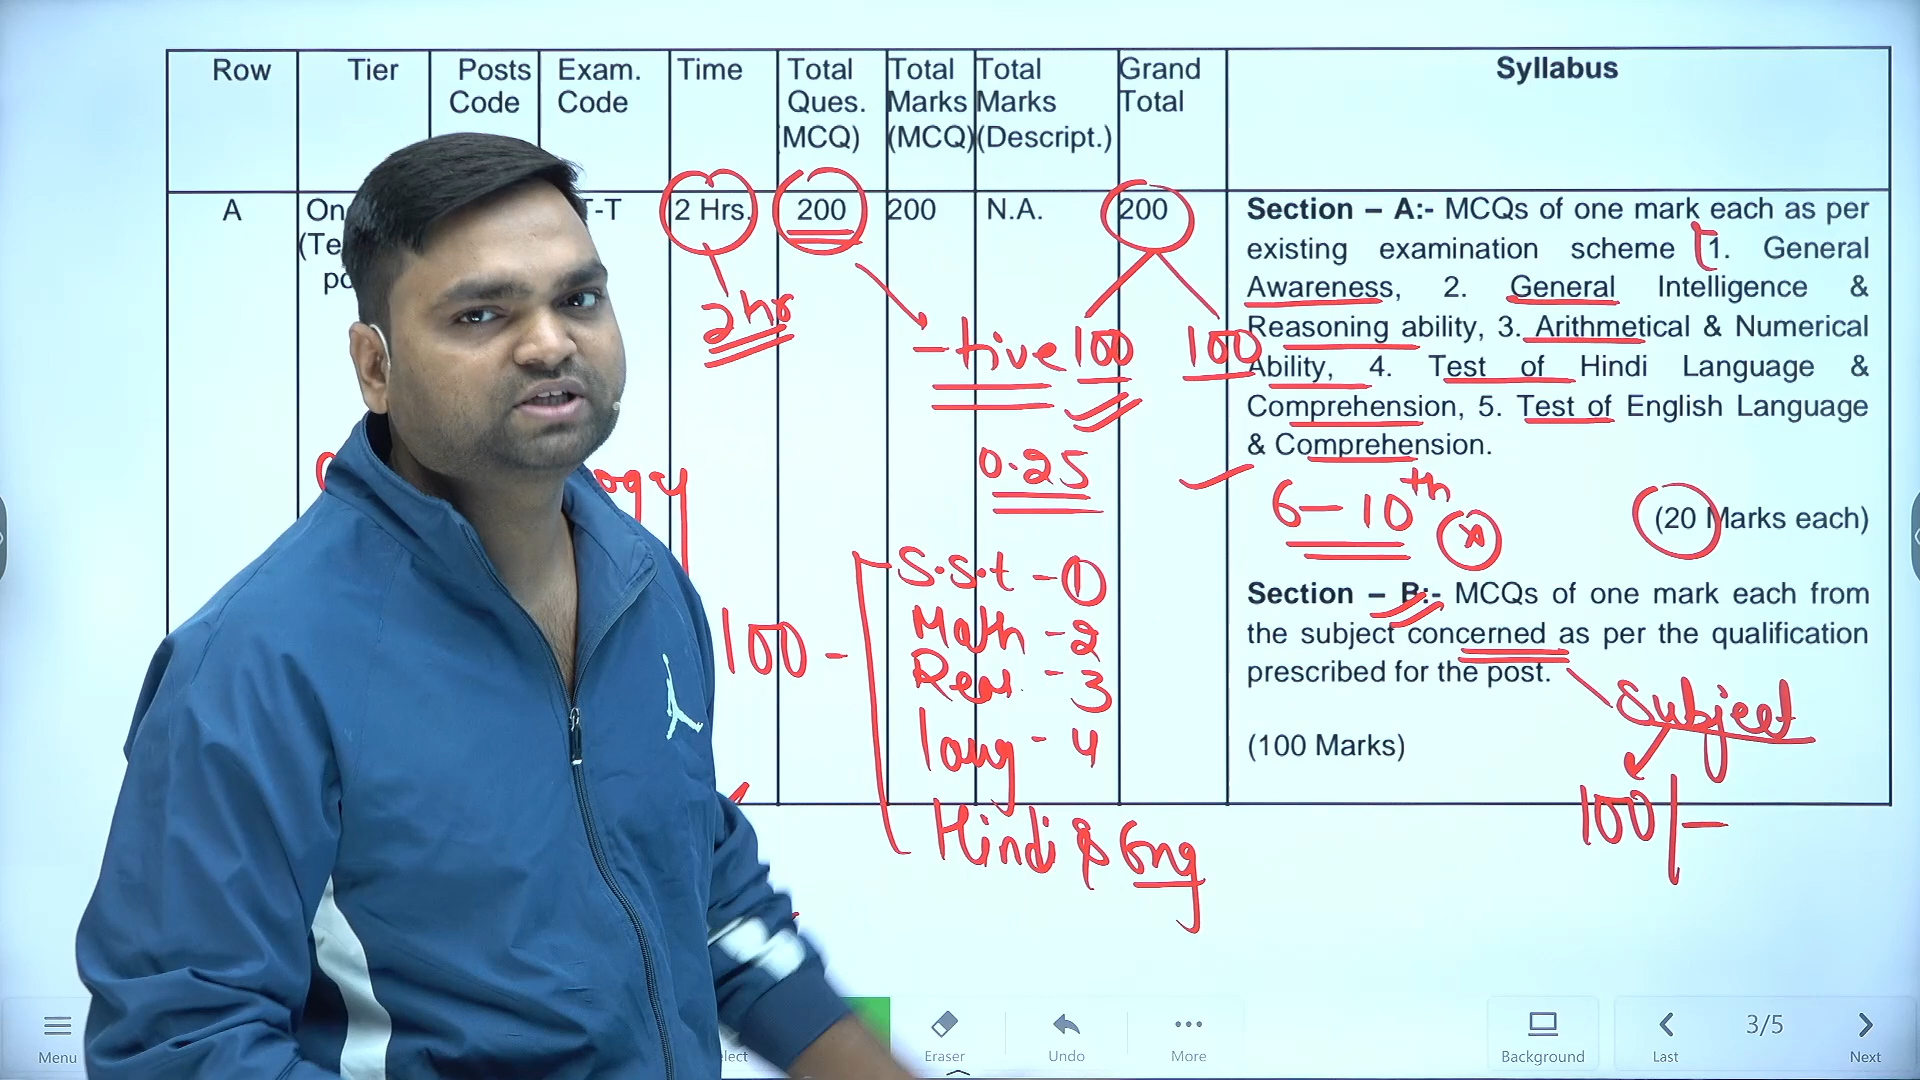 Row Tier Posts Code Exam. Code Time Total Ques. (MCQ) Total Marks (MCQ) Total Marks (Descript.) Grand Total Syllabus
A 2 Hrs. 200 200 N.A. 200
Section – A:- MCQs of one mark each as per
existing examination scheme 1. General
Awareness, 2. General Intelligence &
Reasoning ability, 3. Arithmetical & Numerical
Ability, 4. Test of Hindi Language &
Comprehension, 5. Test of English Language
& Comprehension.
(20 Marks each)
Section – B:- MCQs of one mark each from
the subject concerned as per the qualification
prescribed for the post.
(100 Marks)
2 hr
-tive 100 100
0.25
6-10th
100 -
S.S.t - 1
Math - 2
Reas. - 3
lang - 4
Hindi & Eng
Subject
100/-
Menu
Eraser
Undo
More
Background
Last
3/5
Next